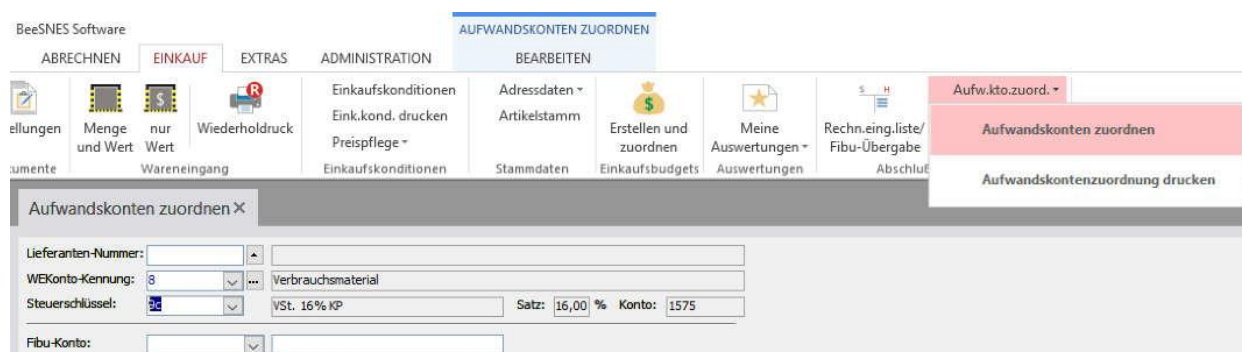 BeeSNES Software
AUFWANDSKONTEN ZUORDNEN
ABRECHNEN EINKAUF EXTRAS ADMINISTRATION BEARBEITEN
ellungen
Menge und Wert
nur Wert
Wiederholdruck
Einkaufskonditionen
Eink.kond. drucken
Preispflege
Adressdaten
Artikelstamm
Erstellen und zuordnen
Meine Auswertungen
Rechn.eing.liste/
Fibu-Übergabe
Aufw.kto.zuord.
Aufwandskonten zuordnen
Aufwandskontenzuordnung drucken
umente Wareneingang Einkaufskonditionen Stammdaten Einkaufsbudgets Auswertungen Abschluß
Aufwandskonten zuordnen X
Lieferanten-Nummer:
WEKonto-Kennung: 8 ... Verbrauchsmaterial
Steuerschlüssel: VSt. 16% KP Satz: 16,00 % Konto: 1575
Fibu-Konto: